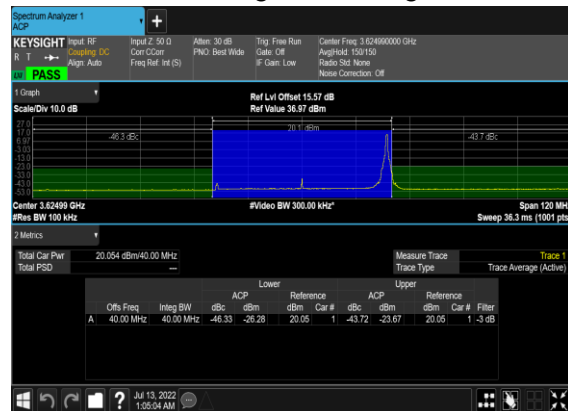 Spectrum Analyzer 1
ACP
+
KEYSIGHT Input: RF Input Z: 50 Ω Atten: 30 dB Trig: Free Run Center Freq: 3.624990000 GHz
R T Coupling: DC Corr CCorr PNO: Best Wide Gate: Off Avg|Hold: 150/150
Align: Auto Freq Ref: Int (S) IF Gain: Low Radio Std: None
PASS Noise Correction: Off
1 Graph
Ref Lvl Offset 15.57 dB
Scale/Div 10.0 dB Ref Value 36.97 dBm
27.0
17.0 20.1 dBm
6.97 -46.3 dBc -43.7 dBc
-3.03
-13.0
-23.0
-33.0
-43.0
-53.0
Center 3.62499 GHz #Video BW 300.00 kHz* Span 120 MH
#Res BW 100 kHz Sweep 36.3 ms (1001 pts
2 Metrics
Total Car Pwr 20.054 dBm/40.00 MHz Measure Trace Trace 1
Total PSD --- Trace Type Trace Average (Active)
Lower Upper
ACP Reference ACP Reference
Offs Freq Integ BW dBc dBm dBm Car # dBc dBm dBm Car # Filter
A 40.00 MHz 40.00 MHz -46.33 -26.28 20.05 1 -43.72 -23.67 20.05 1 -3 dB
? Jul 13, 2022
1:05:04 AM